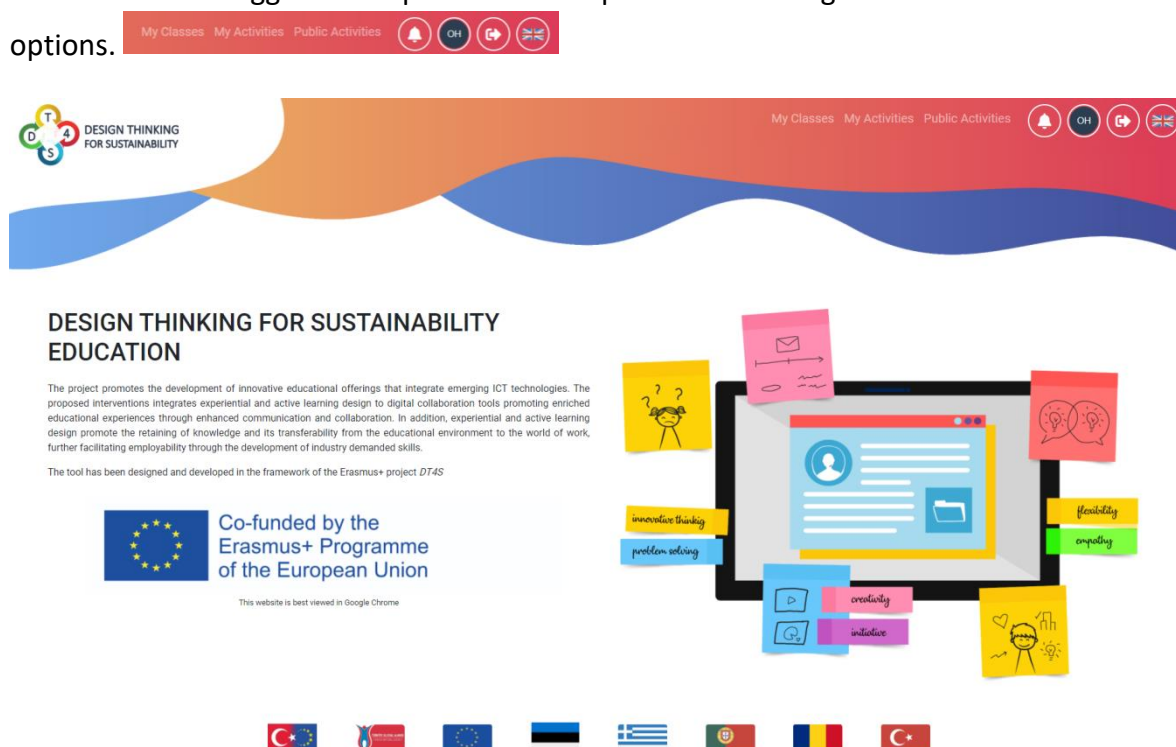 options.
My Classes My Activities Public Activities OH
T
D 4
S
DESIGN THINKING
FOR SUSTAINABILITY
My Classes My Activities Public Activities OH
DESIGN THINKING FOR SUSTAINABILITY
EDUCATION
The project promotes the development of innovative educational offerings that integrate emerging ICT technologies. The
proposed interventions integrates experiential and active learning design to digital collaboration tools promoting enriched
educational experiences through enhanced communication and collaboration. In addition, experiential and active learning
design promote the retaining of knowledge and its transferability from the educational environment to the world of work,
further facilitating employability through the development of industry demanded skills.
The tool has been designed and developed in the framework of the Erasmus+ project DT4S
Co-funded by the
Erasmus+ Programme
of the European Union
This website is best viewed in Google Chrome
? ?
?
innovative thinkig
problem solving
flexibility
empathy
creativity
initiative